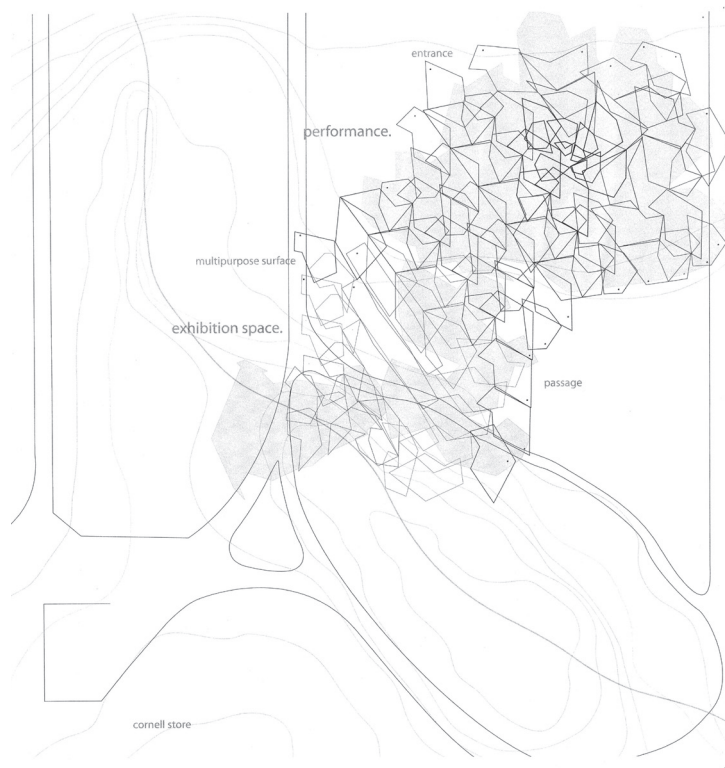 entrance
performance.
multipurpose surface
exhibition space.
passage
cornell store